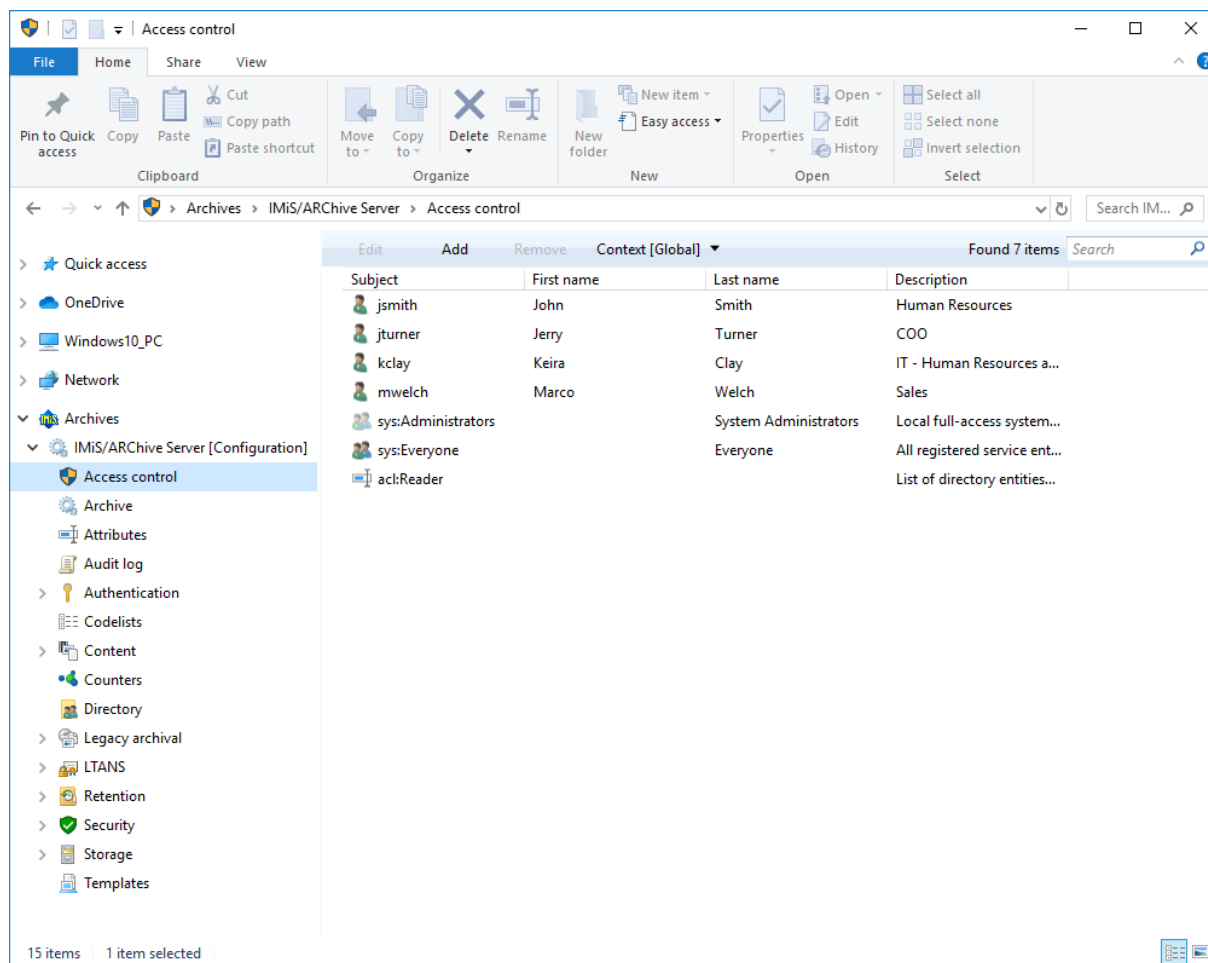 Access control
File Home Share View
Pin to Quick access
Copy
Paste
Cut
Copy path
Paste shortcut
Clipboard
Move to
Copy to
Delete
Rename
Organize
New folder
New item
Easy access
New
Properties
Open
Edit
History
Open
Select all
Select none
Invert selection
Select
Archives > IMiS/ARChive Server > Access control
Search IM...
Edit Add Remove Context [Global] Found 7 items Search
Subject First name Last name Description
jsmith John Smith Human Resources
jturner Jerry Turner COO
kclay Keira Clay IT - Human Resources a...
mwelch Marco Welch Sales
sys:Administrators System Administrators Local full-access system...
sys:Everyone Everyone All registered service ent...
acl:Reader List of directory entities...
Quick access
OneDrive
Windows10_PC
Network
Archives
IMiS/ARChive Server [Configuration]
Access control
Archive
Attributes
Audit log
Authentication
Codelists
Content
Counters
Directory
Legacy archival
LTANS
Retention
Security
Storage
Templates
15 items 1 item selected